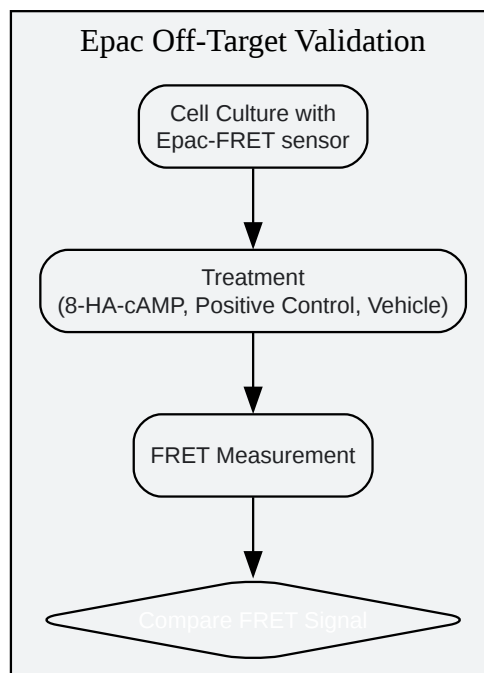 Epac Off-Target Validation
Cell Culture with
Epac-FRET sensor
Treatment
(8-HA-cAMP, Positive Control, Vehicle)
FRET Measurement
Compare FRET Signal